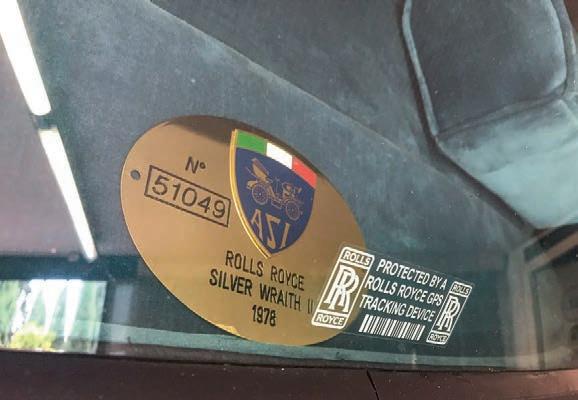 N°
51049
ASI
ROLLS ROYCE
SILVER WRAITH II
1978
ROLLS
RR
ROYCE
PROTECTED BY A
ROLLS ROYCE GPS
TRACKING DEVICE
ROLLS
RR
ROYCE